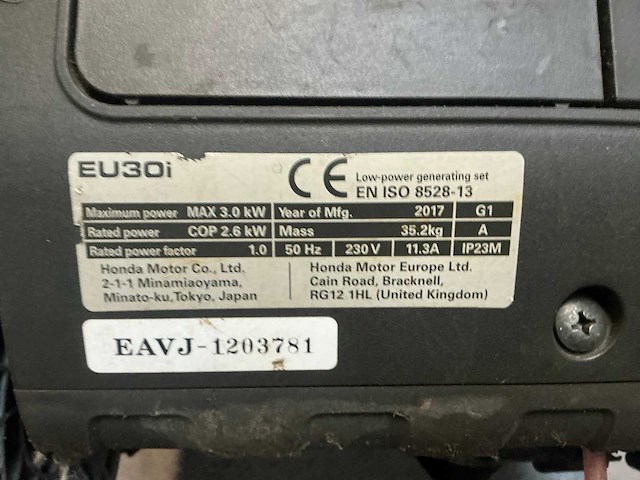 EU30i
CE Low-power generating set
EN ISO 8528-13
Maximum power MAX 3.0 kW Year of Mfg. 2017 G1
Rated power COP 2.6 kW Mass 35.2kg A
Rated power factor 1.0 50 Hz 230 V 11.3A IP23M
Honda Motor Co., Ltd.
2-1-1 Minamiaoyama,
Minato-ku,Tokyo, Japan
Honda Motor Europe Ltd.
Cain Road, Bracknell,
RG12 1HL (United Kingdom)
EAVJ-1203781